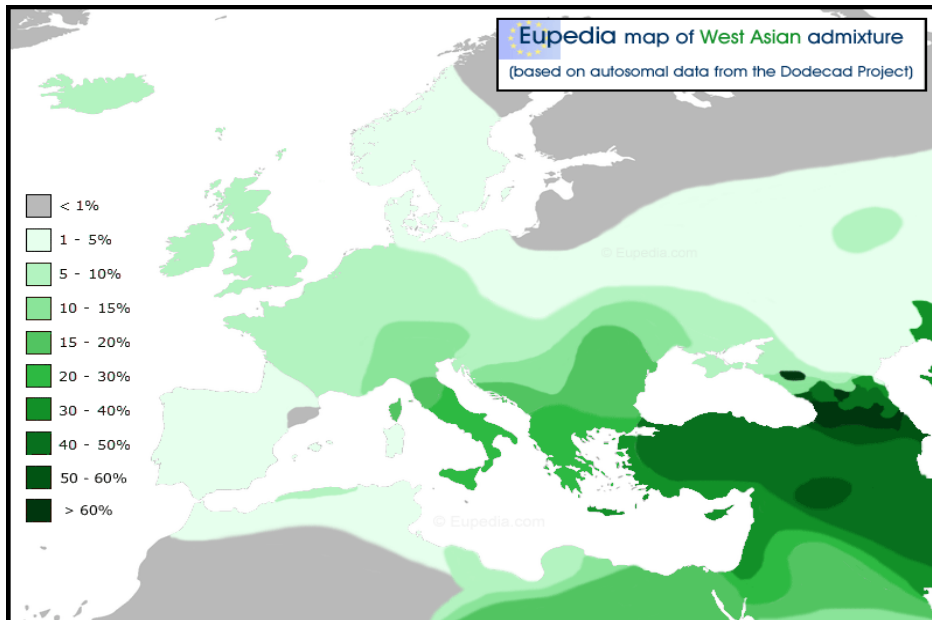 Eupedia map of West Asian admixture
(based on autosomal data from the Dodecad Project)
< 1%
1 - 5%
5 - 10%
10 - 15%
15 - 20%
20 - 30%
30 - 40%
40 - 50%
50 - 60%
> 60%
© Eupedia.com
© Eupedia.com